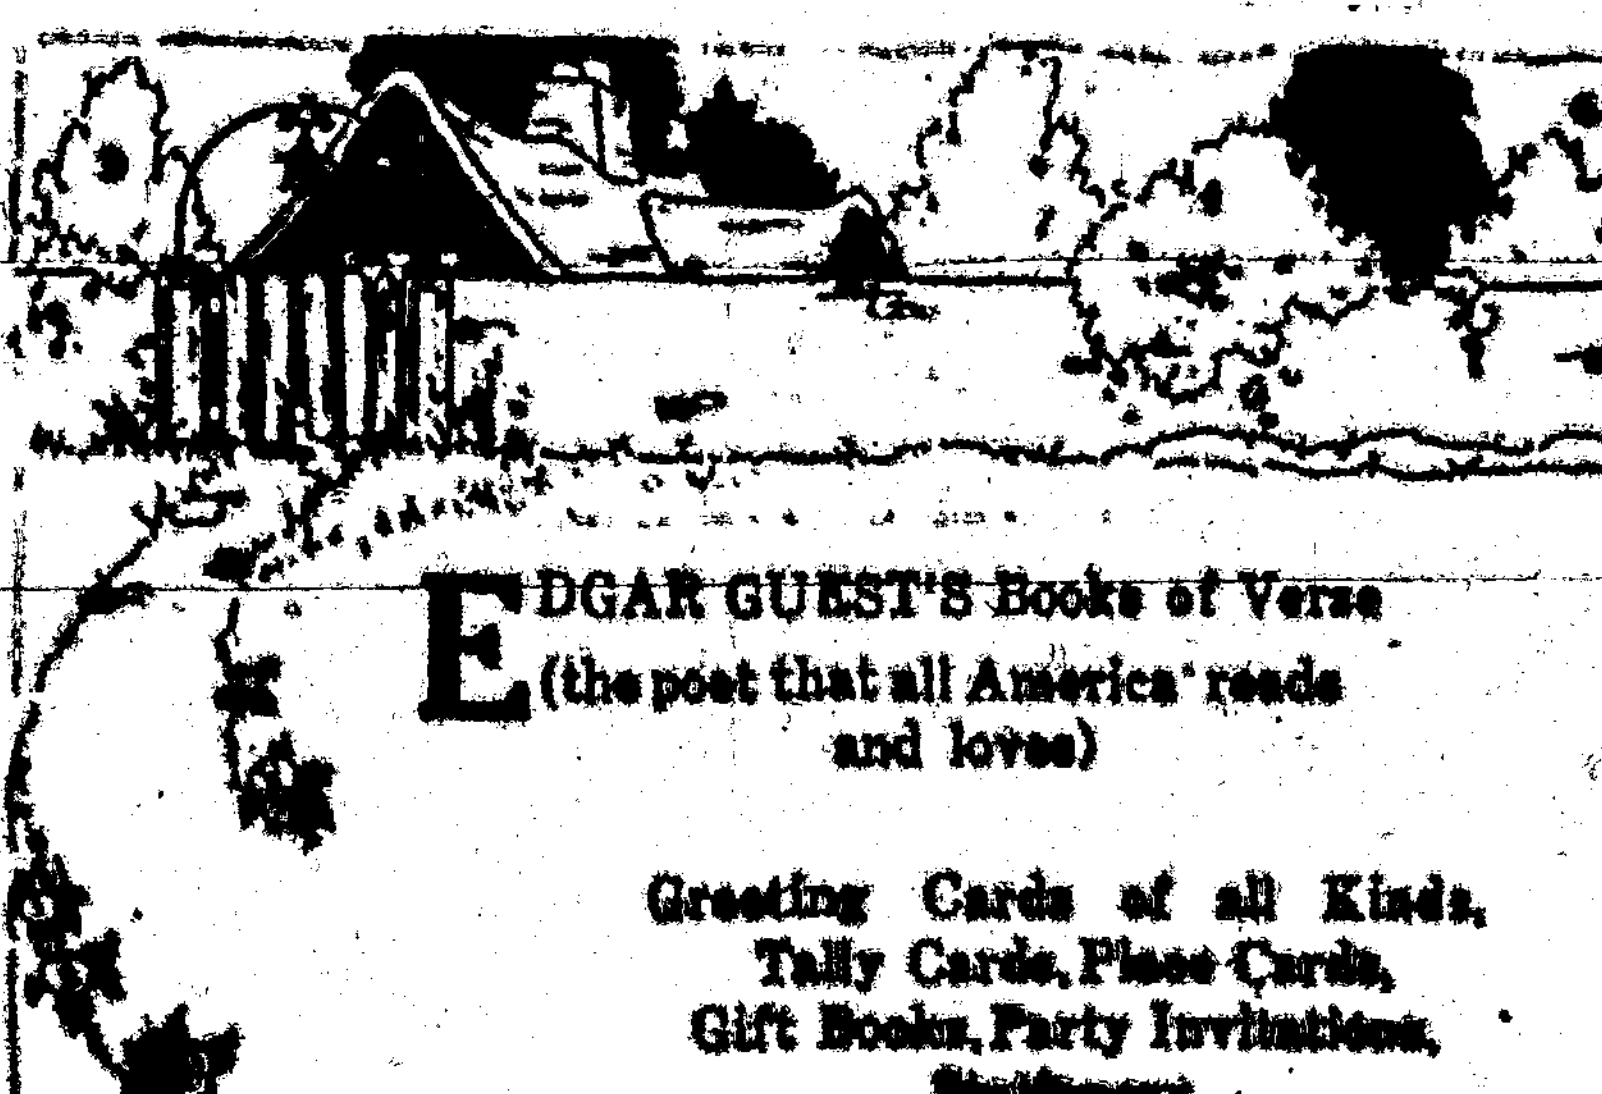 EDGAR GUEST'S Books of Verse
(the poet that all America reads
and loves)
Greeting Cards of all Kinds,
Tally Cards, Place Cards,
Gift Books, Party Invitations,